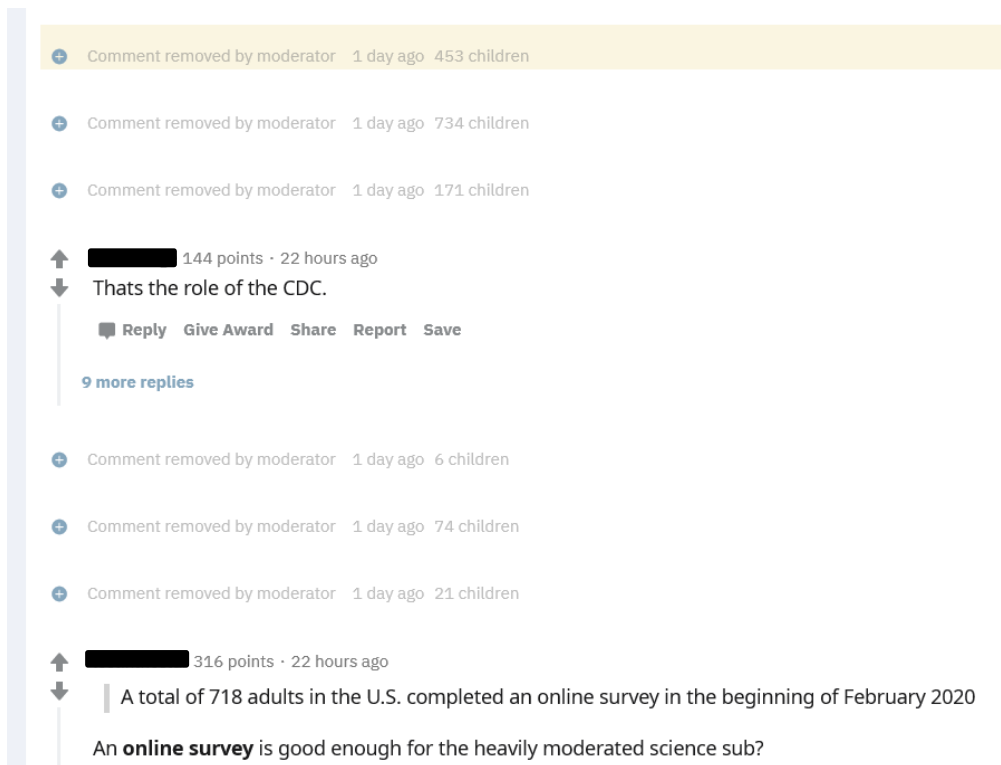 Comment removed by moderator 1 day ago 453 children
Comment removed by moderator 1 day ago 734 children
Comment removed by moderator 1 day ago 171 children
144 points · 22 hours ago
Thats the role of the CDC.
Reply Give Award Share Report Save
9 more replies
Comment removed by moderator 1 day ago 6 children
Comment removed by moderator 1 day ago 74 children
Comment removed by moderator 1 day ago 21 children
316 points · 22 hours ago
A total of 718 adults in the U.S. completed an online survey in the beginning of February 2020
An online survey is good enough for the heavily moderated science sub?